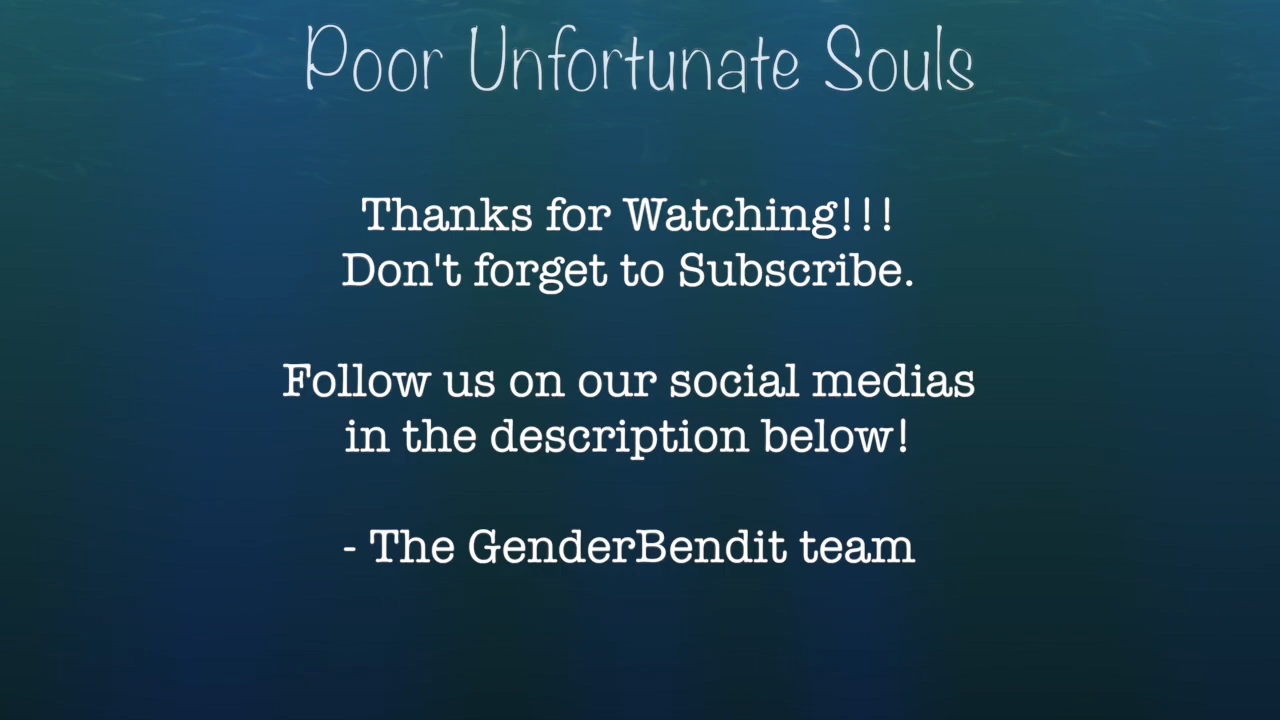 Poor Unfortunate Souls
Thanks for Watching!!!
Don't forget to Subscribe.
Follow us on our social medias
in the description below!
- The GenderBendit team